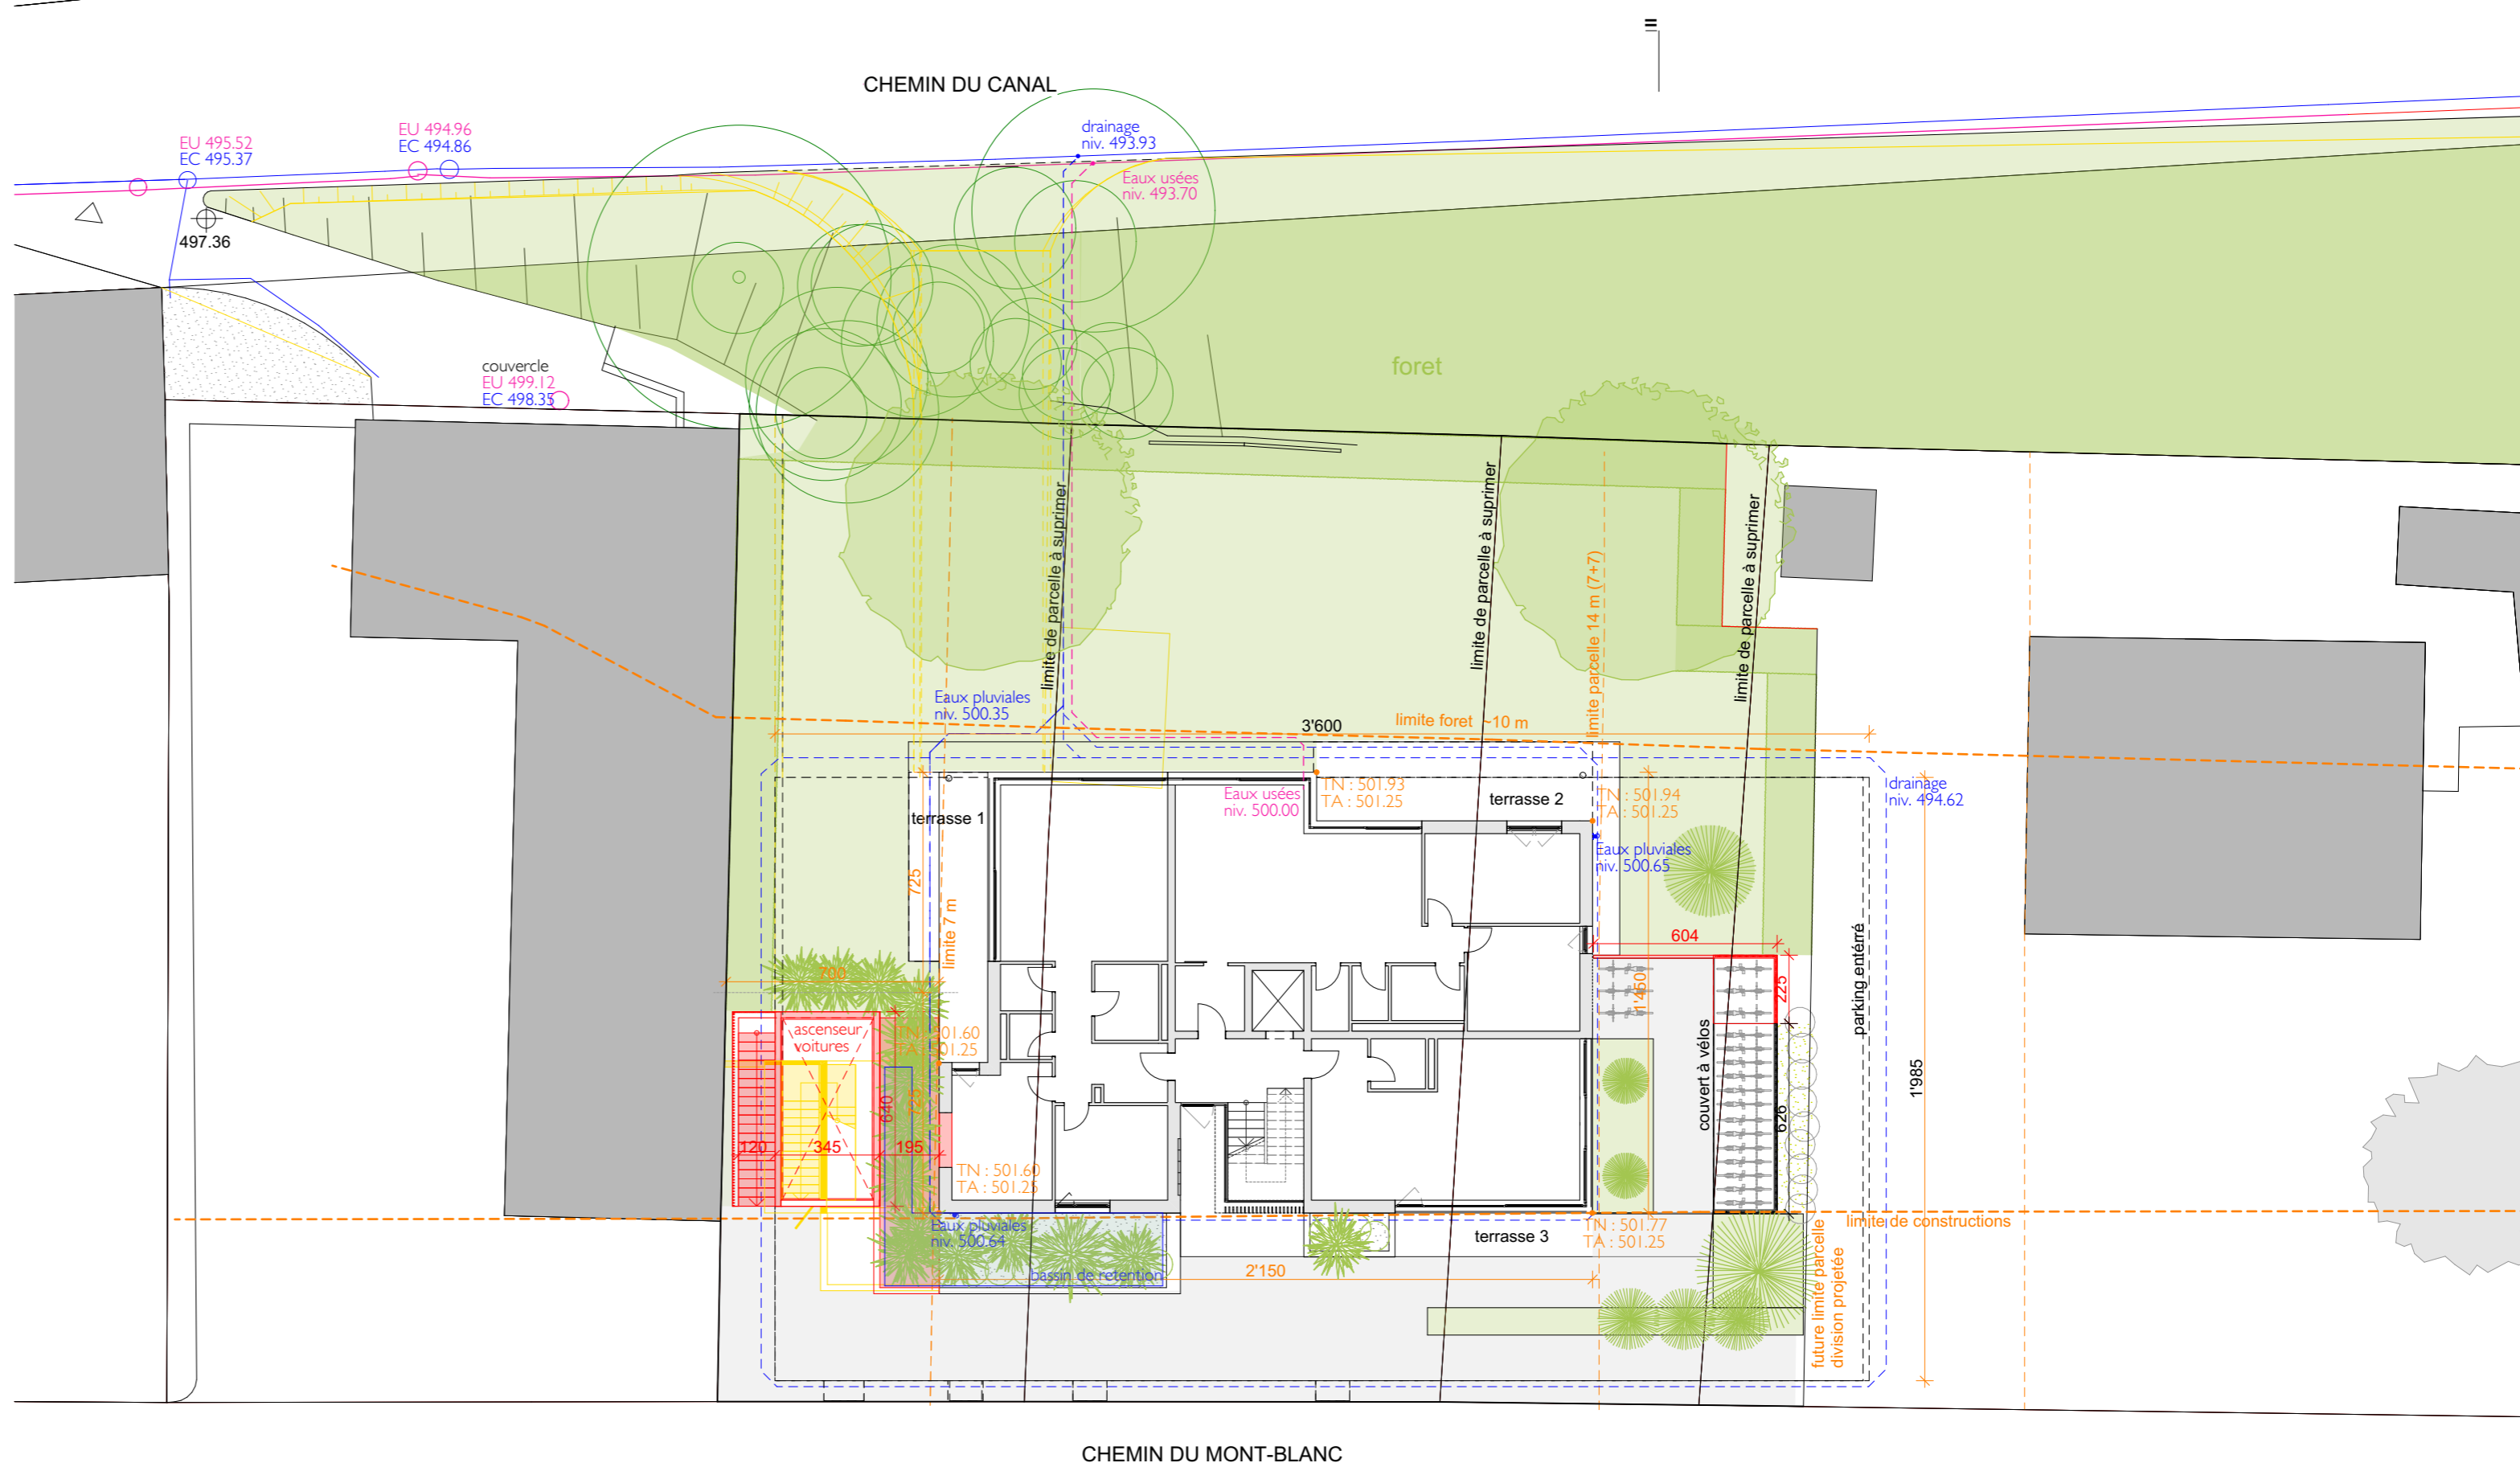 =
CHEMIN DU CANAL
EU 495.52
EC 495.37
EU 494.96
EC 494.86
drainage
niv. 493.93
Eaux usées
niv. 493.70
497.36
couvercle
EU 499.12
EC 498.35
foret
limite de parcelle à suprimer
limite de parcelle à suprimer
limite parcelle 14 m (7+7)
limite de parcelle à suprimer
Eaux pluviales
niv. 500.35
3'600
limite foret ~10 m
TN : 501.93
TA : 501.25
Eaux usées
niv. 500.00
terrasse 1
terrasse 2
TN : 501.94
TA : 501.25
drainage
niv. 494.62
Eaux pluviales
niv. 500.65
725
limite 7 m
604
700
1'450
225
parking entérré
ascenseur
voitures
TN : 501.60
TA : 501.25
couvert à vélos
640
725
626
1'985
120
345
195
TN : 501.60
TA : 501.25
Eaux pluviales
niv. 500.64
bassin de retention
2'150
terrasse 3
TN : 501.77
TA : 501.25
limite de constructions
future limite parcelle
division projetée
CHEMIN DU MONT-BLANC